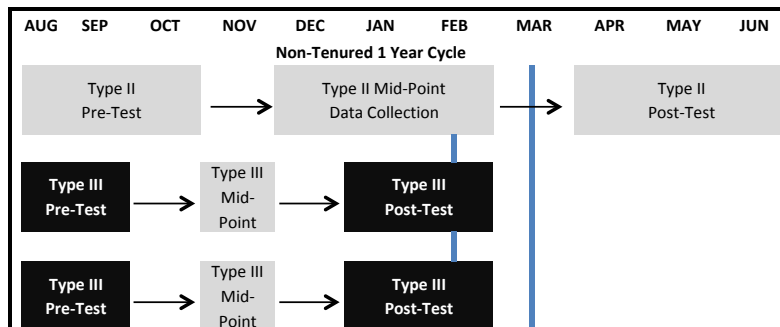 AUG SEP OCT NOV DEC JAN FEB MAR APR MAY JUN
Non-Tenured 1 Year Cycle
Type II
Pre-Test
Type II Mid-Point
Data Collection
Type II
Post-Test
Type III
Pre-Test
Type III
Mid-
Point
Type III
Post-Test
Type III
Pre-Test
Type III
Mid-
Point
Type III
Post-Test